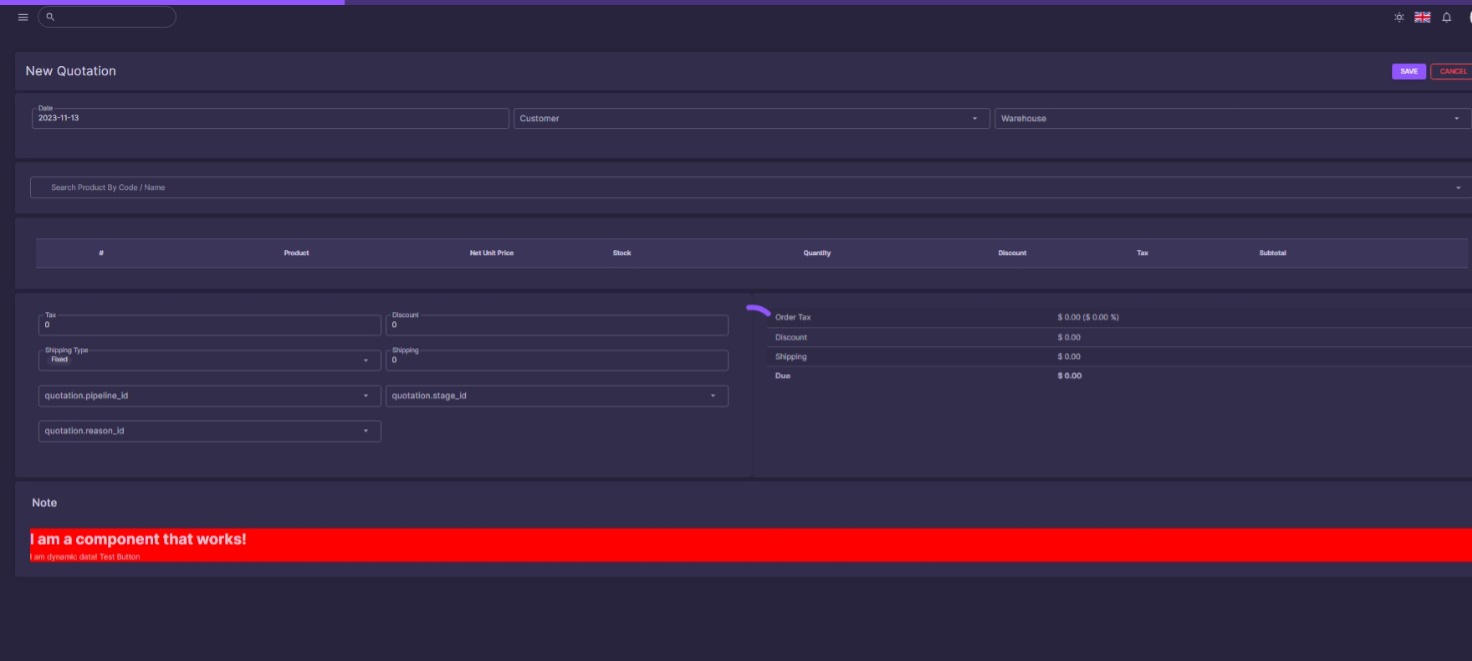 New Quotation
SAVE
CANCEL
Date
2023-11-13
Customer
Warehouse
Search Product By Code / Name
# Product Net Unit Price Stock Quantity Discount Tax Subtotal
Tax
0
Discount
0
Shipping Type
Fixed
Shipping
0
quotation.pipeline_id
quotation.stage_id
quotation.reason_id
Order Tax $ 0.00 ($ 0.00 %)
Discount $ 0.00
Shipping $ 0.00
Due $ 0.00
Note
I am a component that works!
I am dynamic data! Test Button